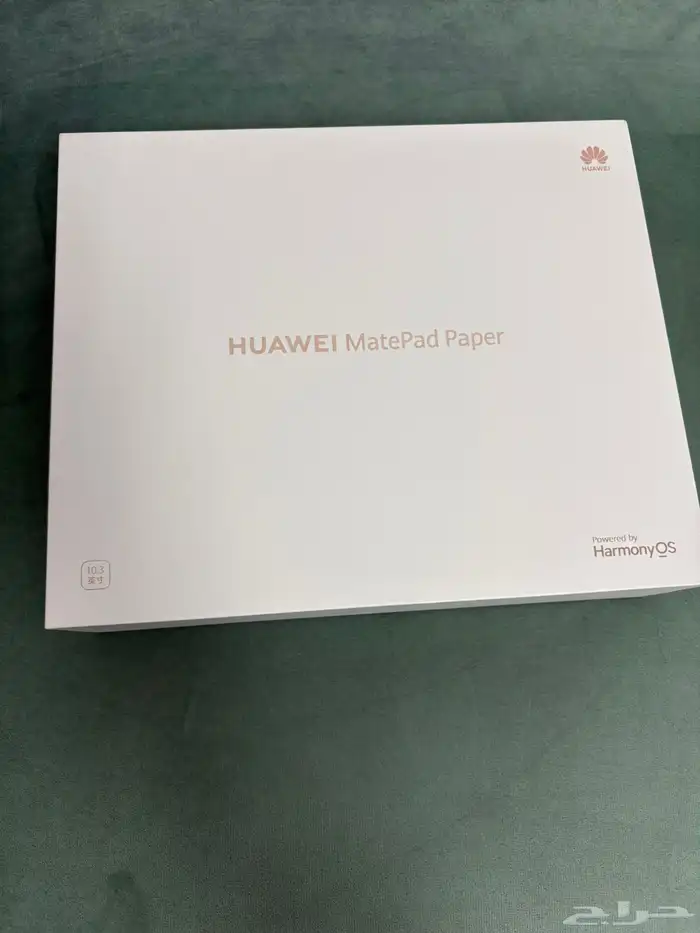 HUAWEI
HUAWEI MatePad Paper
Powered by
HarmonyOS
10.3
英寸
حراج